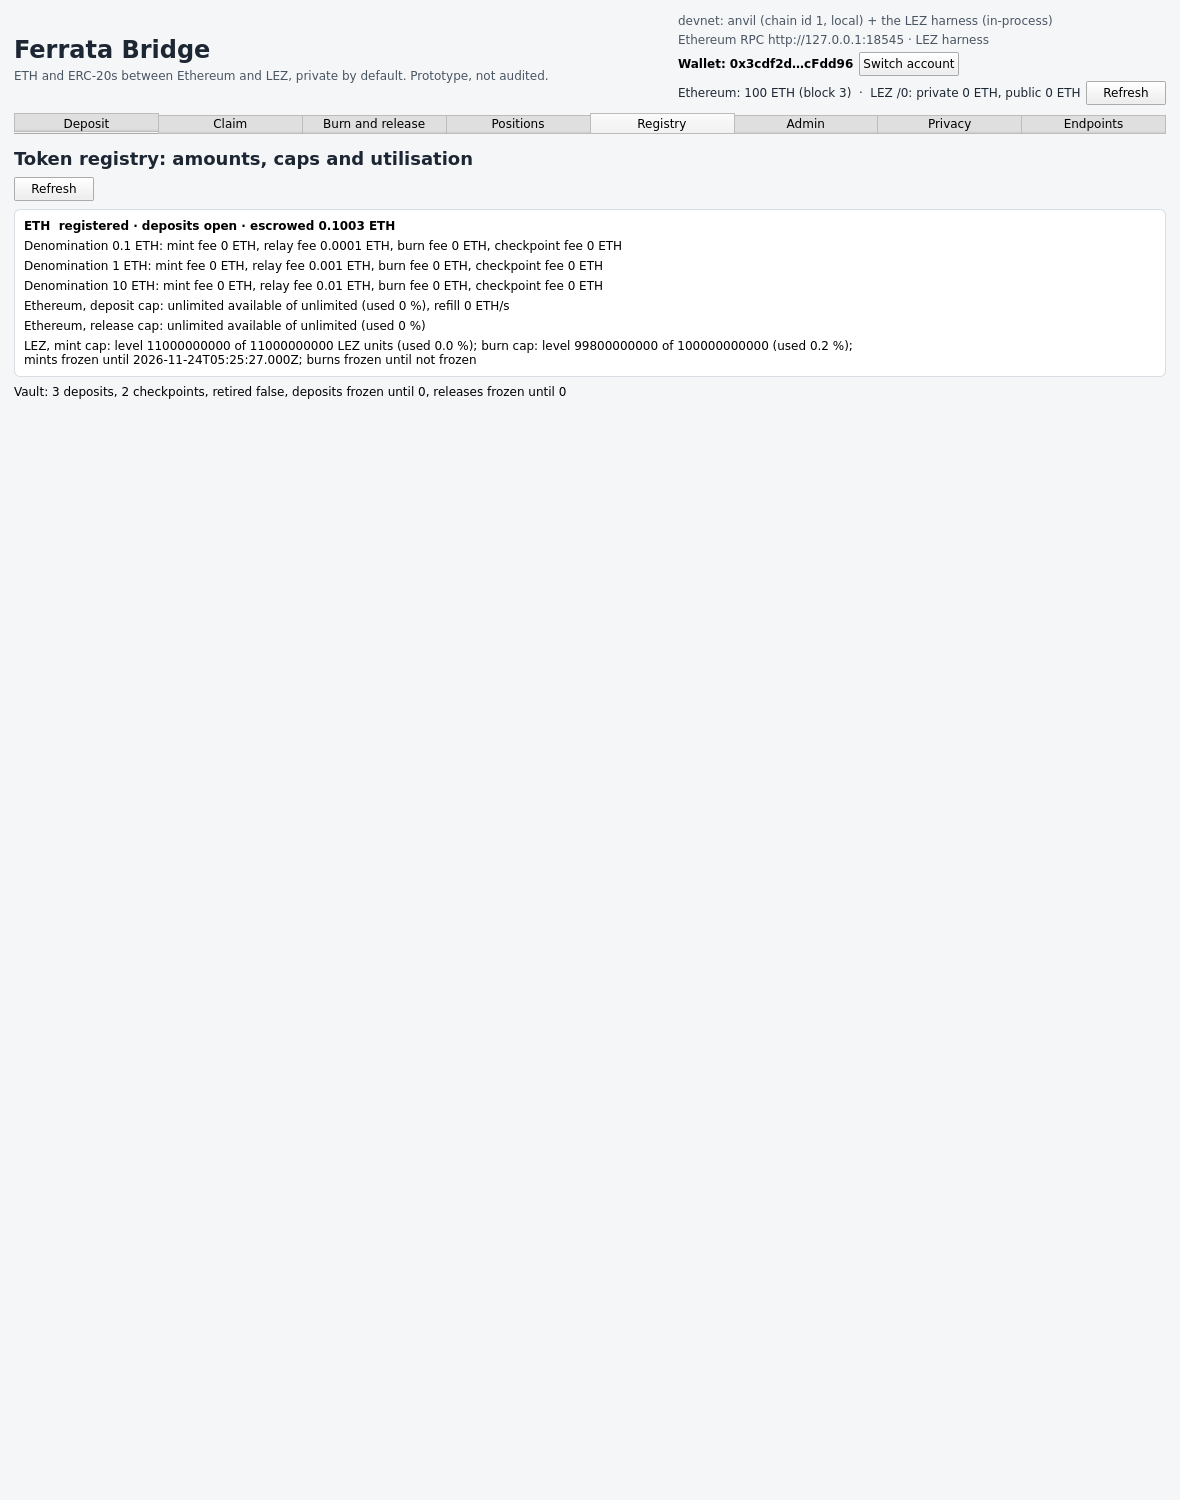 Ferrata Bridge
ETH and ERC-20s between Ethereum and LEZ, private by default. Prototype, not audited.
devnet: anvil (chain id 1, local) + the LEZ harness (in-process)
Ethereum RPC http://127.0.0.1:18545 · LEZ harness
Wallet: 0x3cdf2d…cFdd96 Switch account
Ethereum: 100 ETH (block 3) · LEZ /0: private 0 ETH, public 0 ETH Refresh
Deposit Claim Burn and release Positions Registry Admin Privacy Endpoints
Token registry: amounts, caps and utilisation
Refresh
ETH registered · deposits open · escrowed 0.1003 ETH
Denomination 0.1 ETH: mint fee 0 ETH, relay fee 0.0001 ETH, burn fee 0 ETH, checkpoint fee 0 ETH
Denomination 1 ETH: mint fee 0 ETH, relay fee 0.001 ETH, burn fee 0 ETH, checkpoint fee 0 ETH
Denomination 10 ETH: mint fee 0 ETH, relay fee 0.01 ETH, burn fee 0 ETH, checkpoint fee 0 ETH
Ethereum, deposit cap: unlimited available of unlimited (used 0 %), refill 0 ETH/s
Ethereum, release cap: unlimited available of unlimited (used 0 %)
LEZ, mint cap: level 11000000000 of 11000000000 LEZ units (used 0.0 %); burn cap: level 99800000000 of 100000000000 (used 0.2 %);
mints frozen until 2026-11-24T05:25:27.000Z; burns frozen until not frozen
Vault: 3 deposits, 2 checkpoints, retired false, deposits frozen until 0, releases frozen until 0